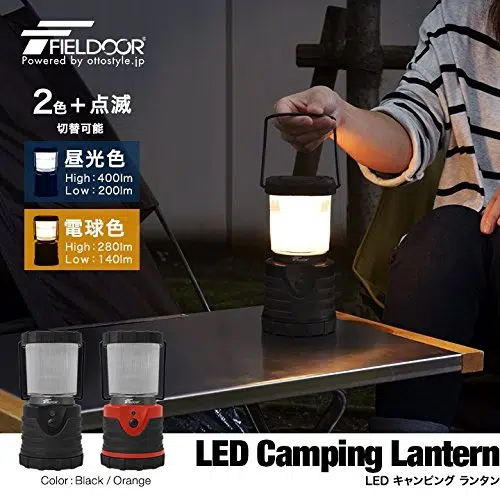 FIELDOOR
Powered by ottostyle.jp
2色＋点滅
切替可能
昼光色
High：400lm
Low：200lm
電球色
High：280lm
Low：140lm
LED Camping Lantern
LED キャンピング ランタン
Color：Black / Orange